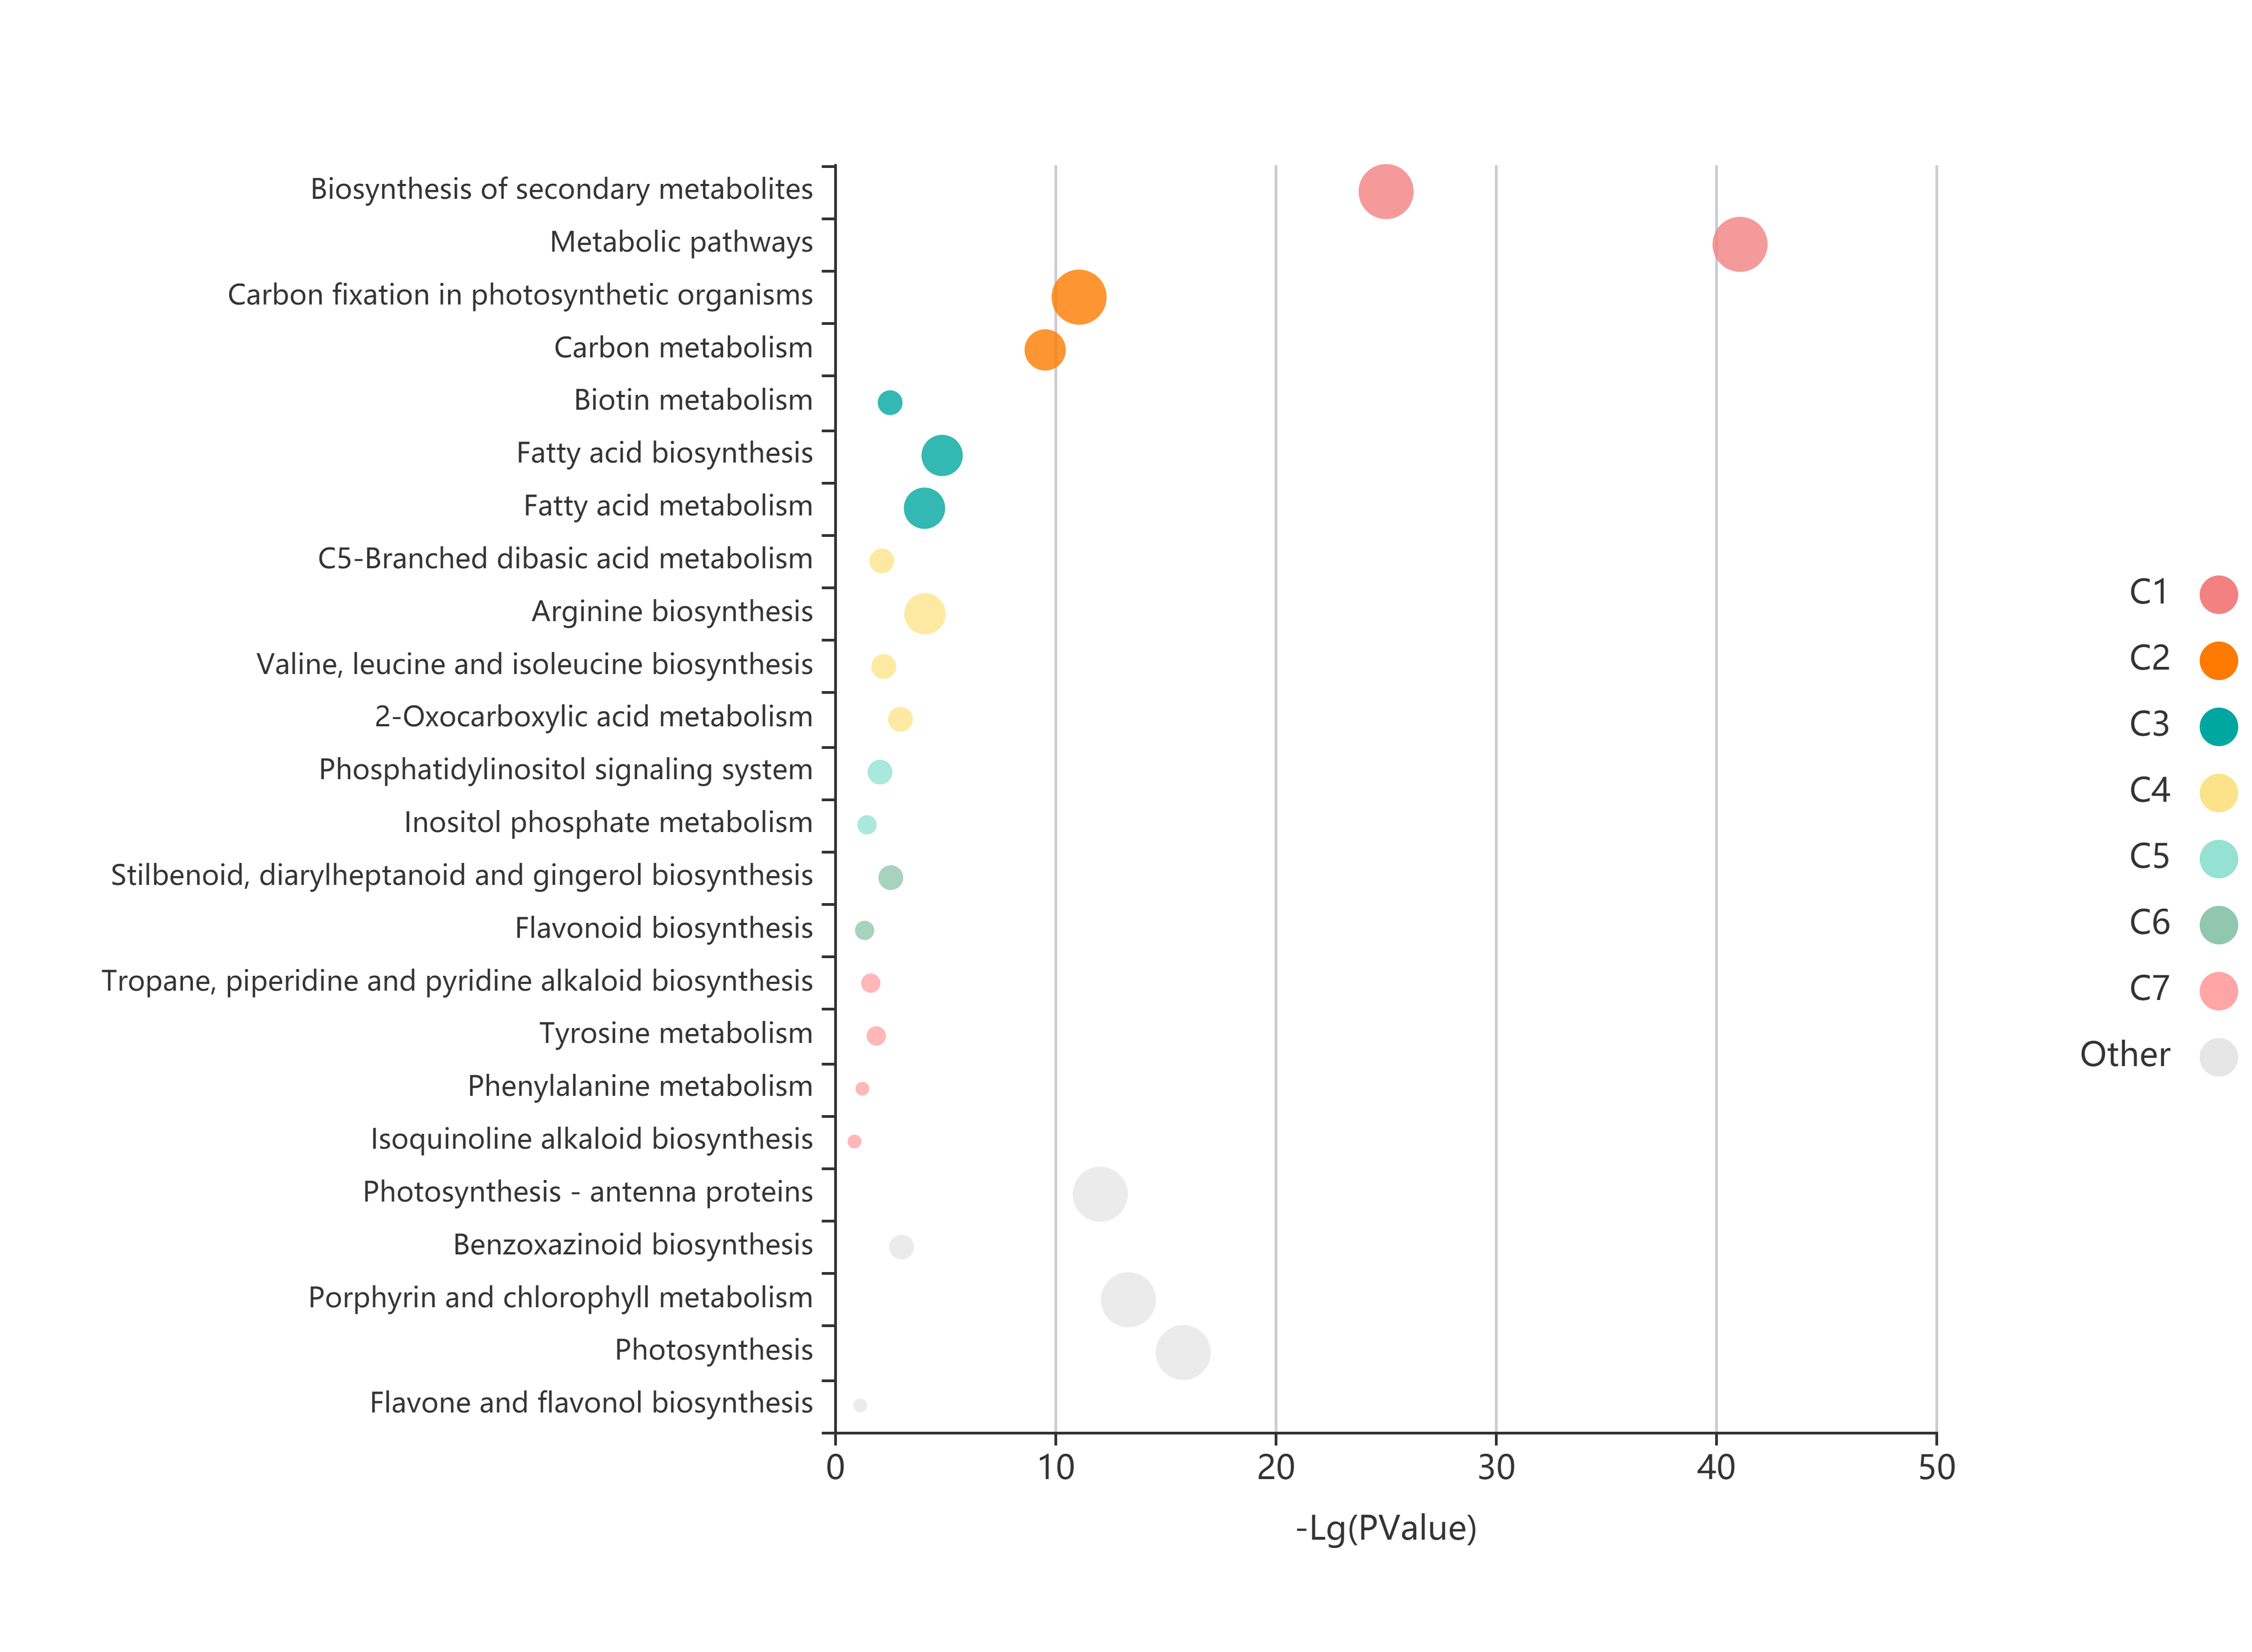 Biosynthesis of secondary metabolites
Metabolic pathways
Carbon fixation in photosynthetic organisms
Carbon metabolism
Biotin metabolism
Fatty acid biosynthesis
Fatty acid metabolism
C5-Branched dibasic acid metabolism
Arginine biosynthesis
Valine, leucine and isoleucine biosynthesis
2-Oxocarboxylic acid metabolism
Phosphatidylinositol signaling system
Inositol phosphate metabolism
Stilbenoid, diarylheptanoid and gingerol biosynthesis
Flavonoid biosynthesis
Tropane, piperidine and pyridine alkaloid biosynthesis
Tyrosine metabolism
Phenylalanine metabolism
Isoquinoline alkaloid biosynthesis
Photosynthesis - antenna proteins
Benzoxazinoid biosynthesis
Porphyrin and chlorophyll metabolism
Photosynthesis
Flavone and flavonol biosynthesis
0 10 20 30 40 50
-Lg(PValue)
C1
C2
C3
C4
C5
C6
C7
Other